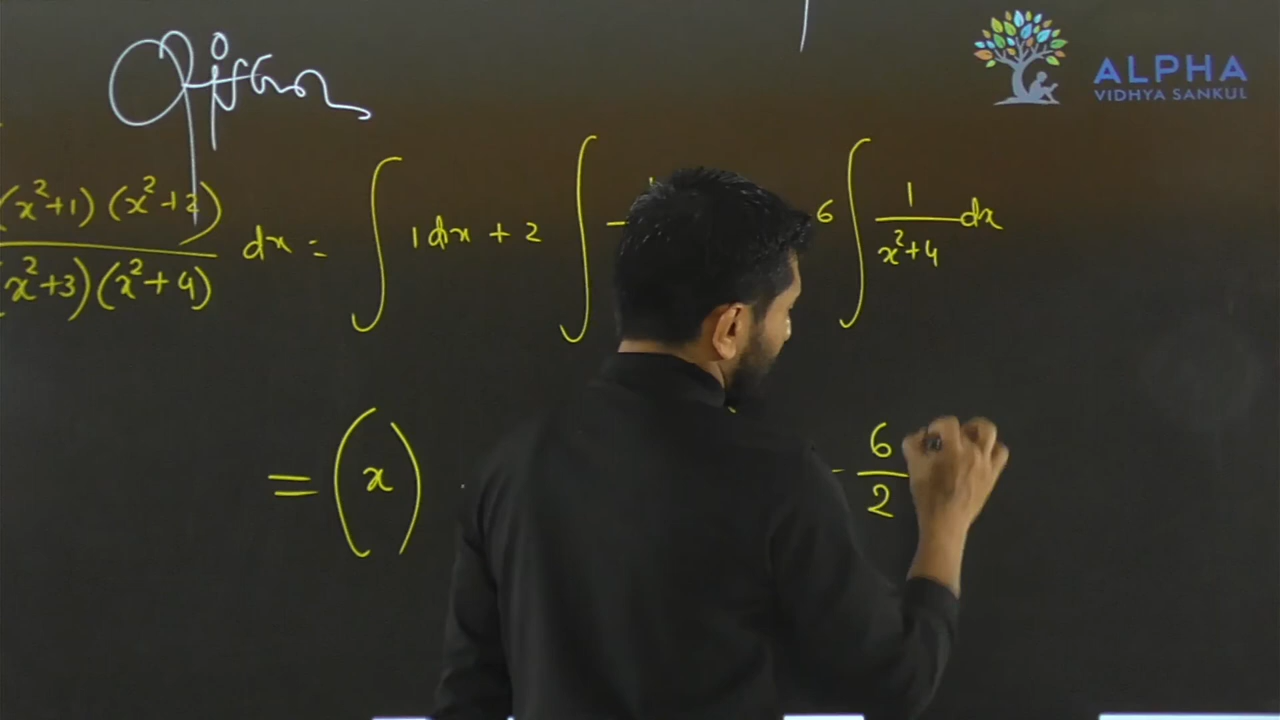 ALPHA
VIDHYA SANKUL
(x²+1) (x²+2) / (x²+3)(x²+4) dx = ∫ 1 dx + 2 ∫ 6 ∫ 1/(x²+4) dx
= (x) - 6/2